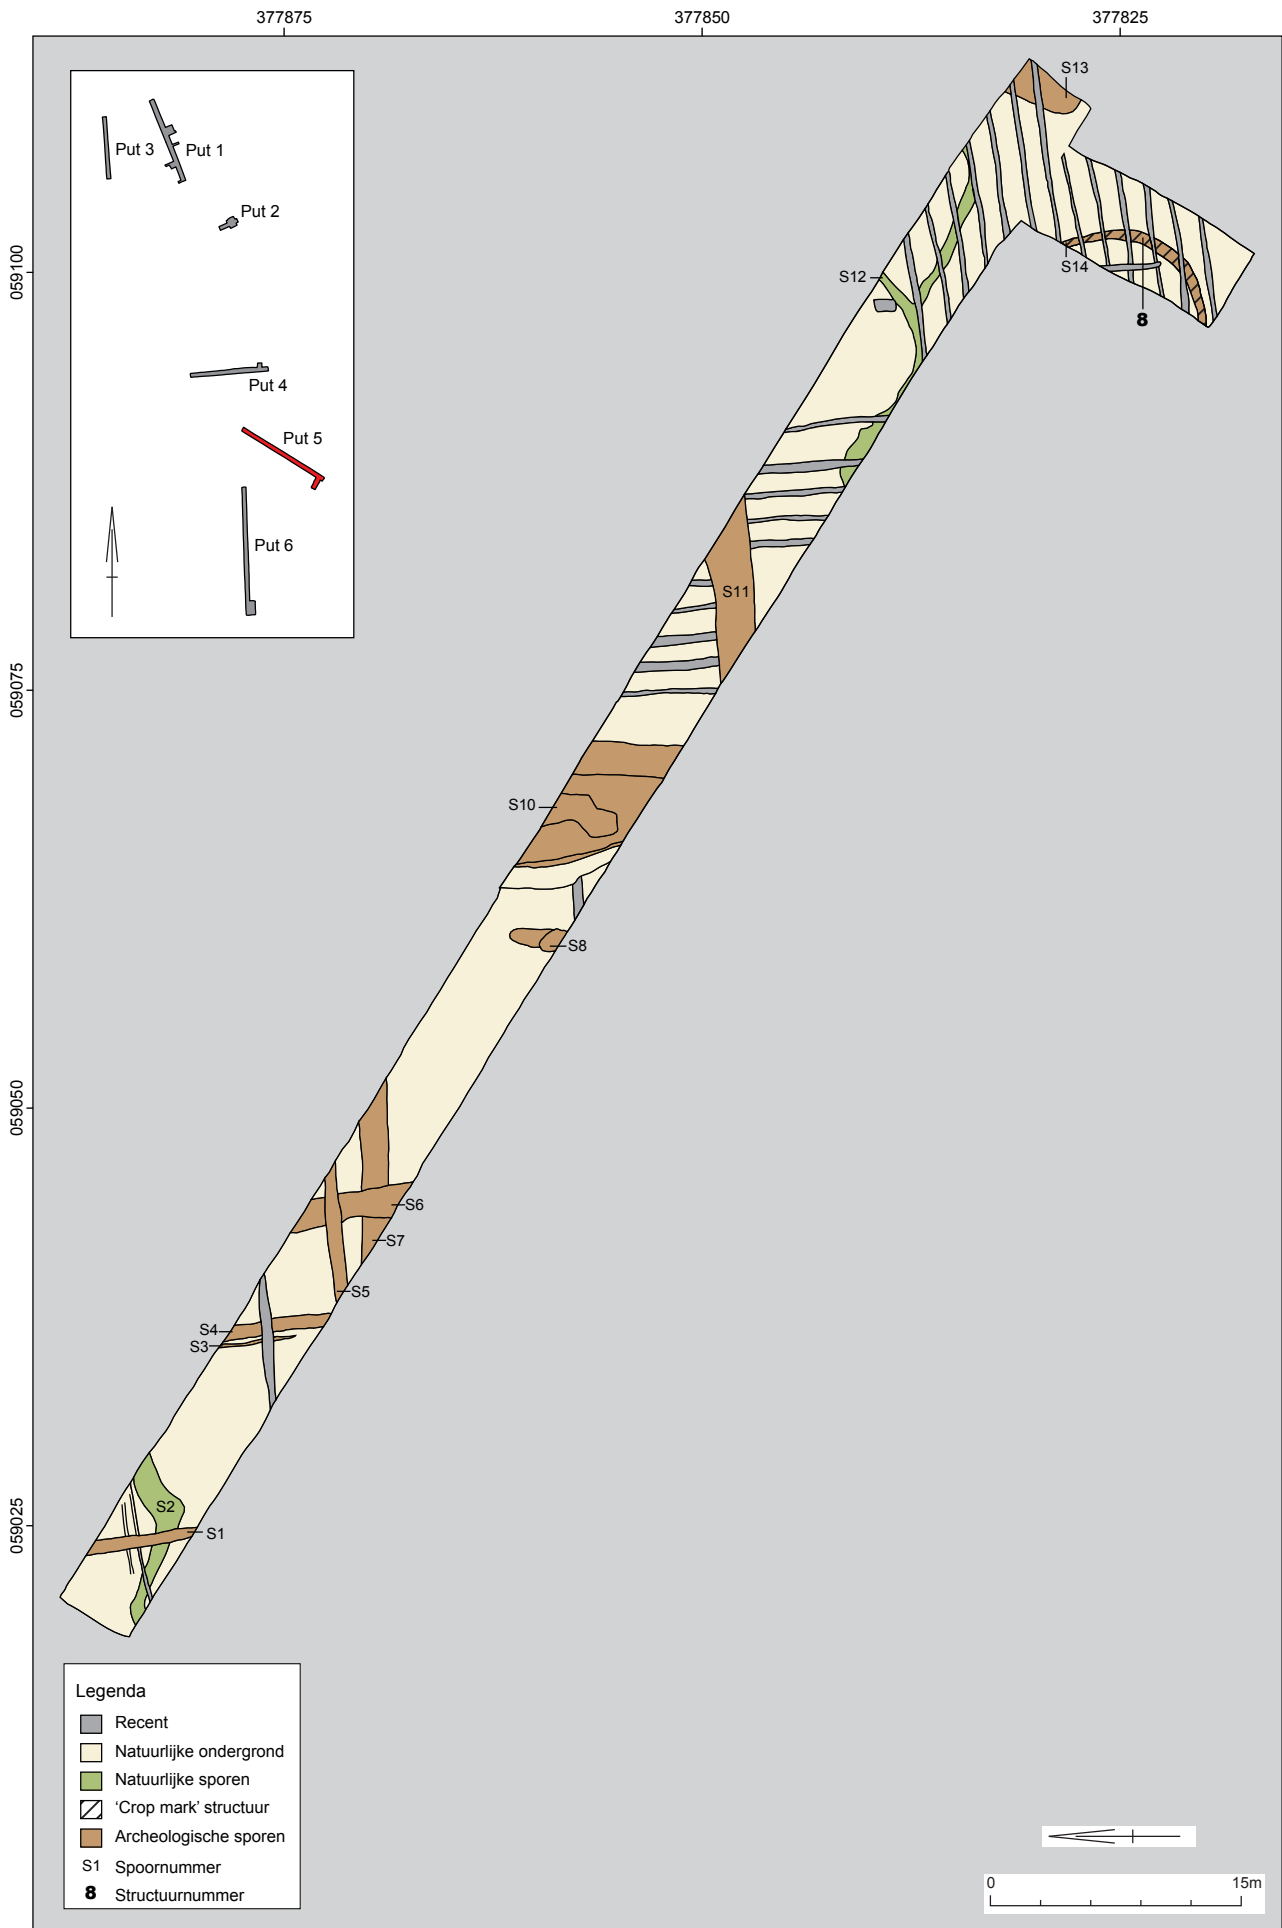 377875
377850
377825
059100
059075
059050
059025
Put 3
Put 1
Put 2
Put 4
Put 5
Put 6
S13
S14
8
S12
S11
S10
S8
S6
S7
S5
S4
S3
S2
S1
Legenda
Recent
Natuurlijke ondergrond
Natuurlijke sporen
‘Crop mark’ structuur
Archeologische sporen
S1 Spoornummer
8 Structuurnummer
0 15m